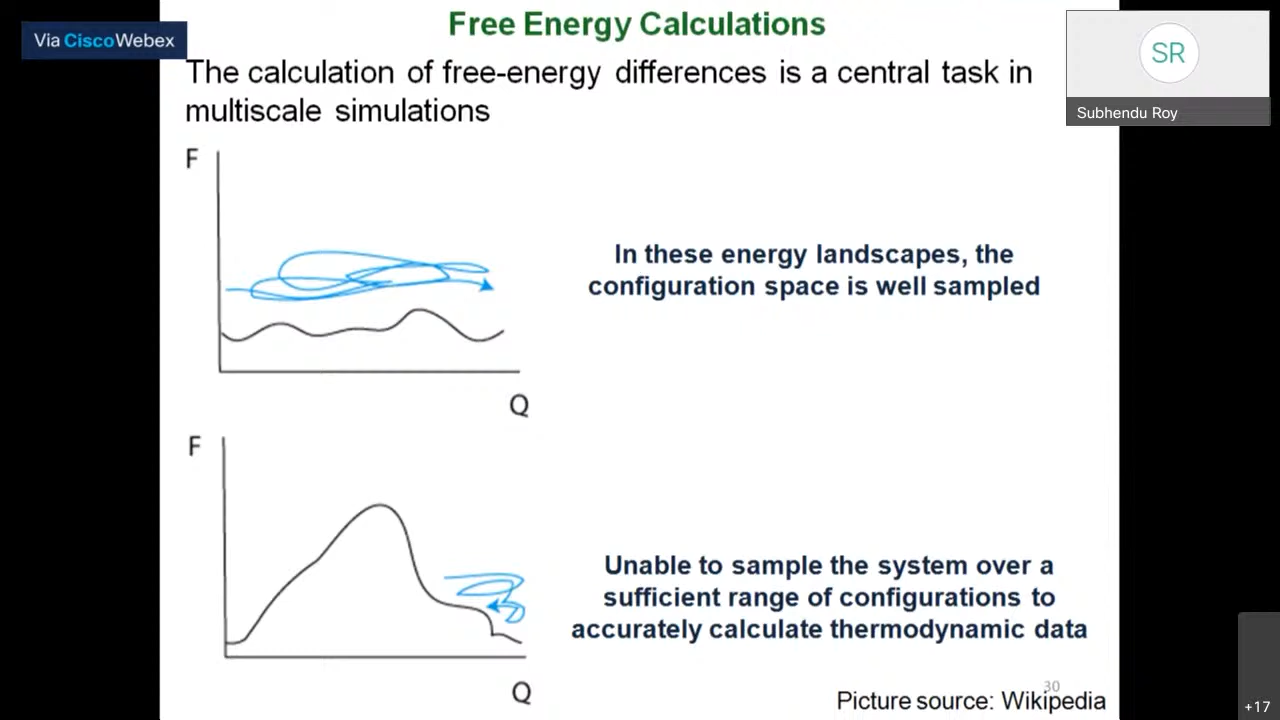 Free Energy Calculations
Via CiscoWebex
SR
The calculation of free-energy differences is a central task in
multiscale simulations
Subhendu Roy
F
In these energy landscapes, the
configuration space is well sampled
Q
F
Unable to sample the system over a
sufficient range of configurations to
accurately calculate thermodynamic data
Q
30
Picture source: Wikipedia
+17